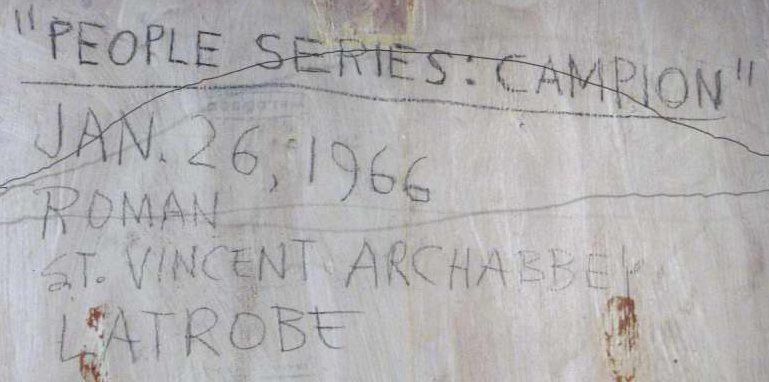 "PEOPLE SERIES: CAMPION"
JAN. 26, 1966
ROMAN
ST. VINCENT ARCHABBEY
LATROBE